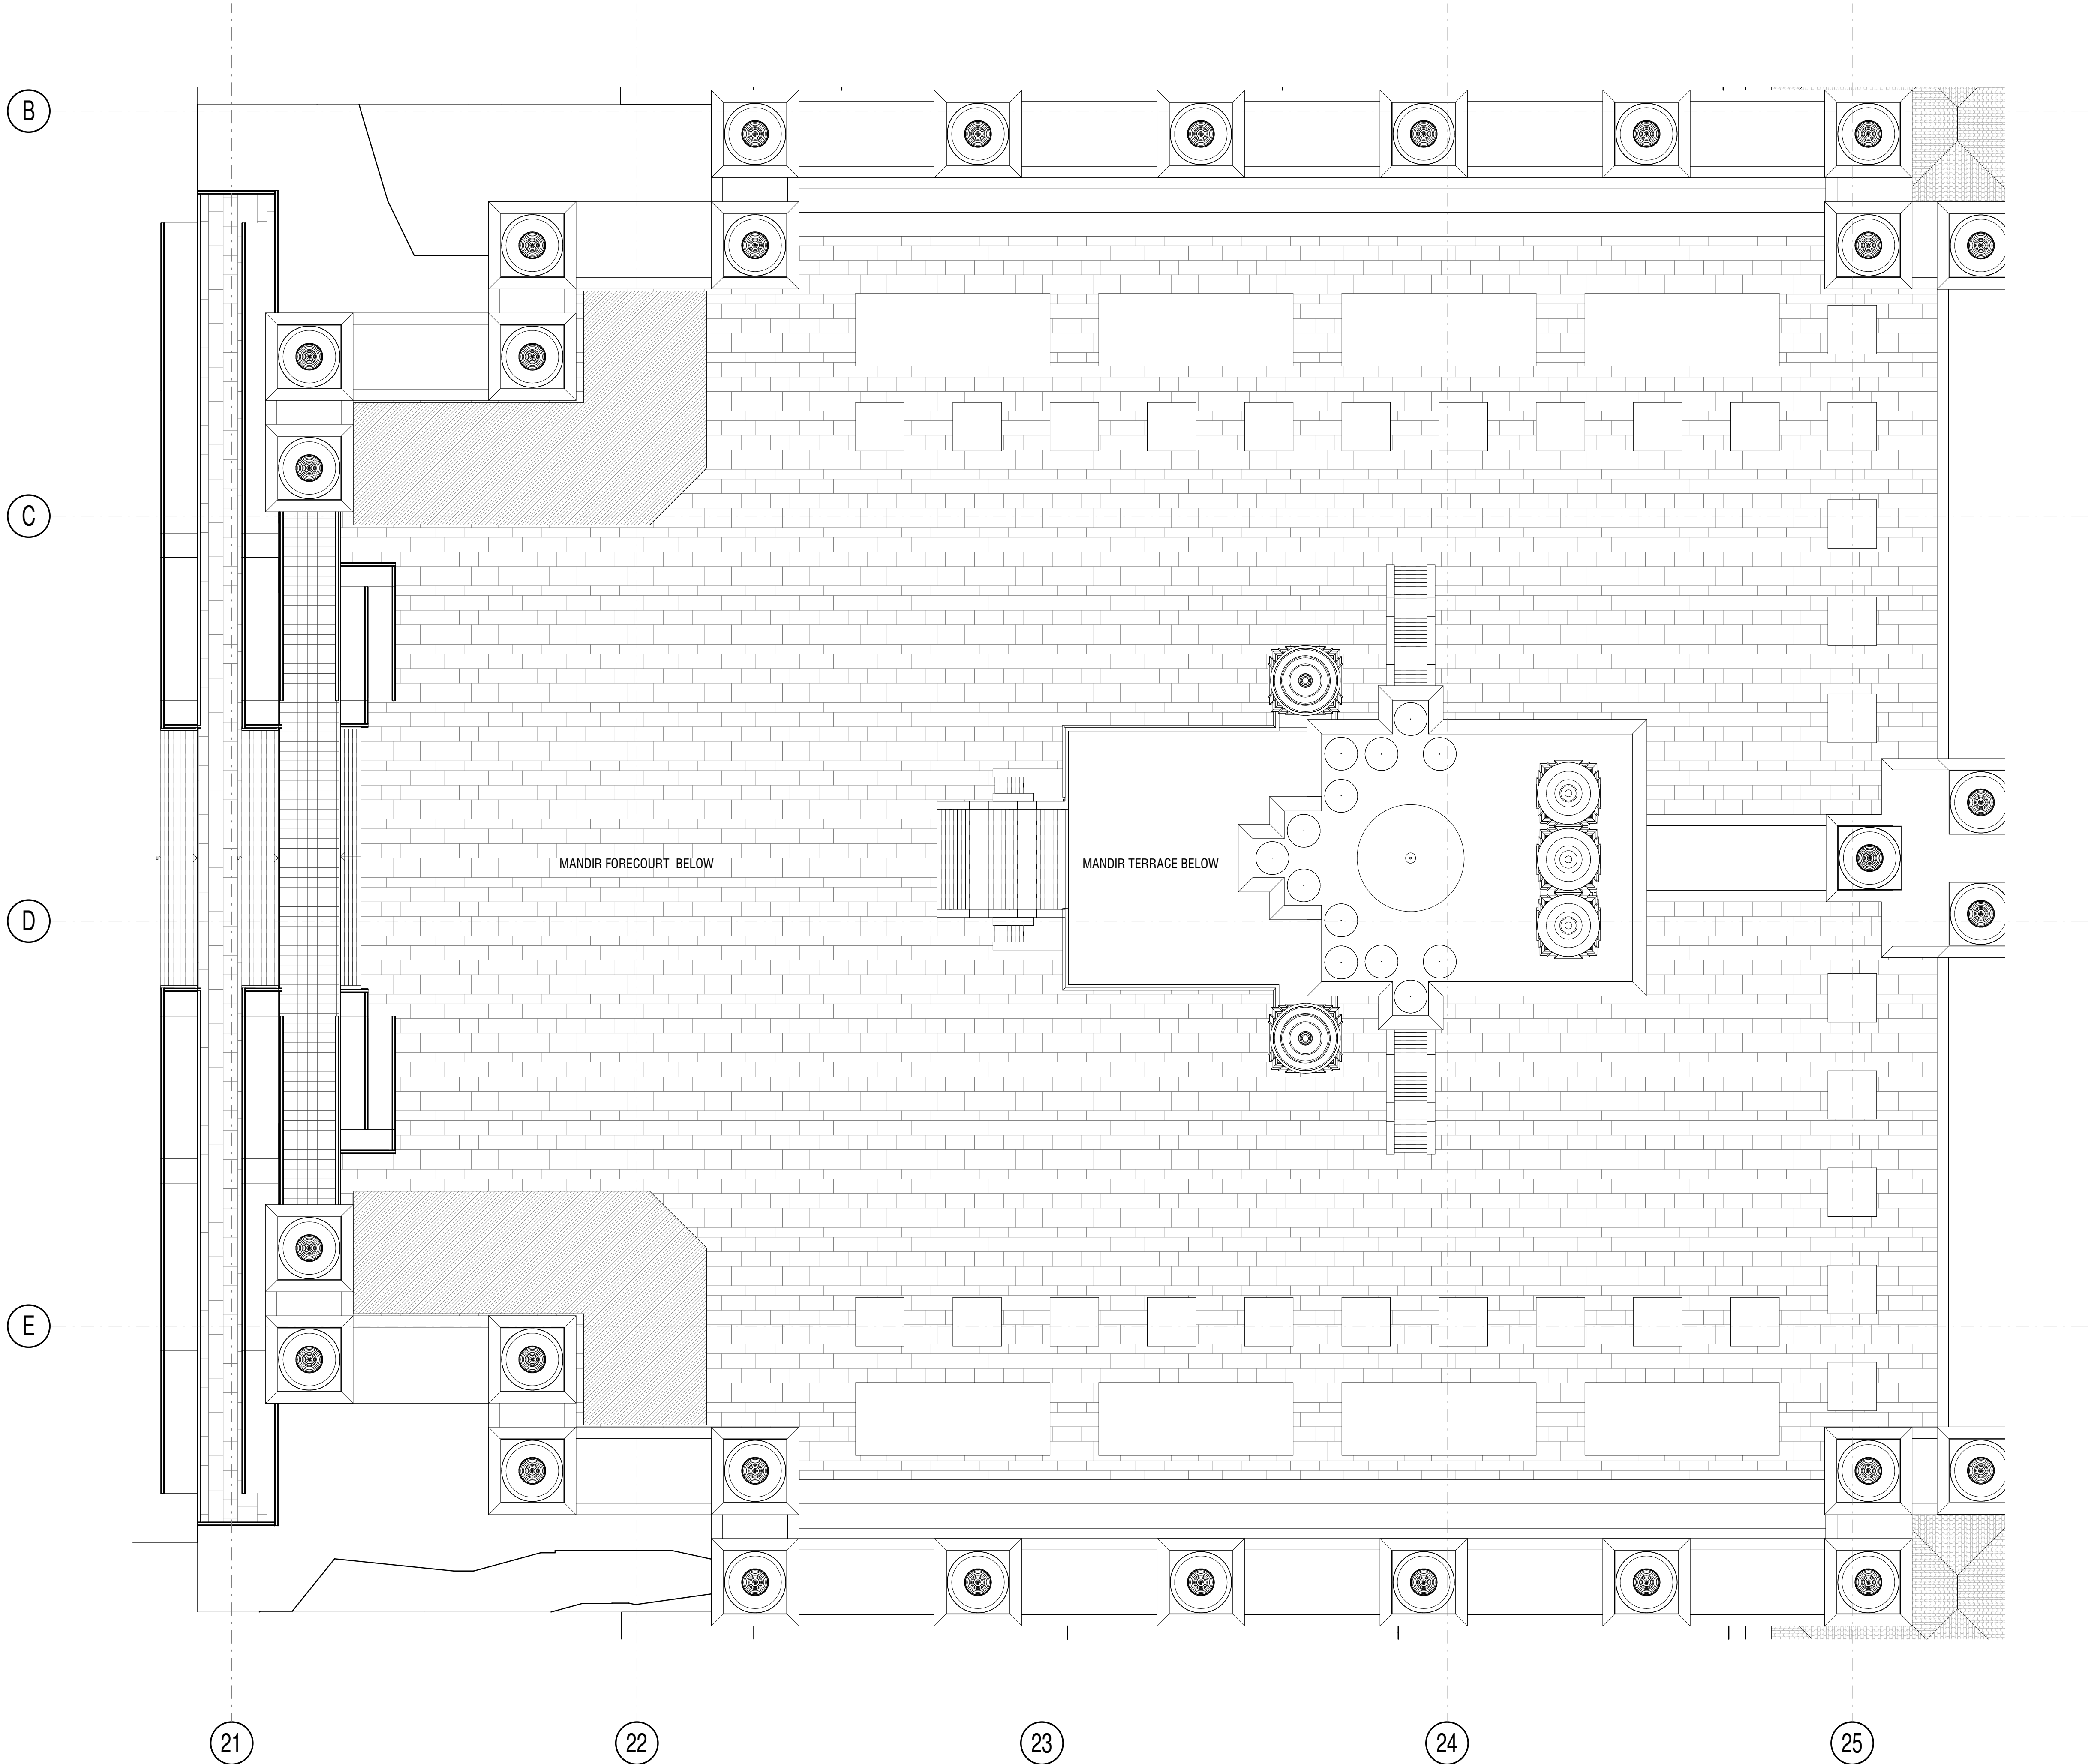 B
C
MANDIR FORECOURT BELOW
MANDIR TERRACE BELOW
D
E
21
22
23
24
25